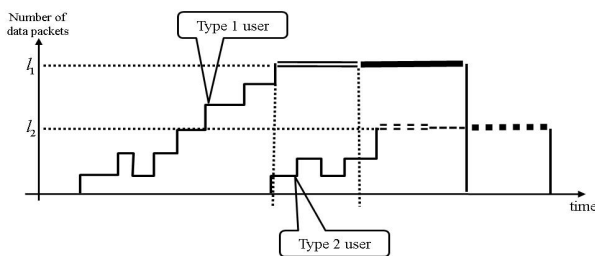 Number of
data packets
Type 1 user
l₁
l₂
time
Type 2 user